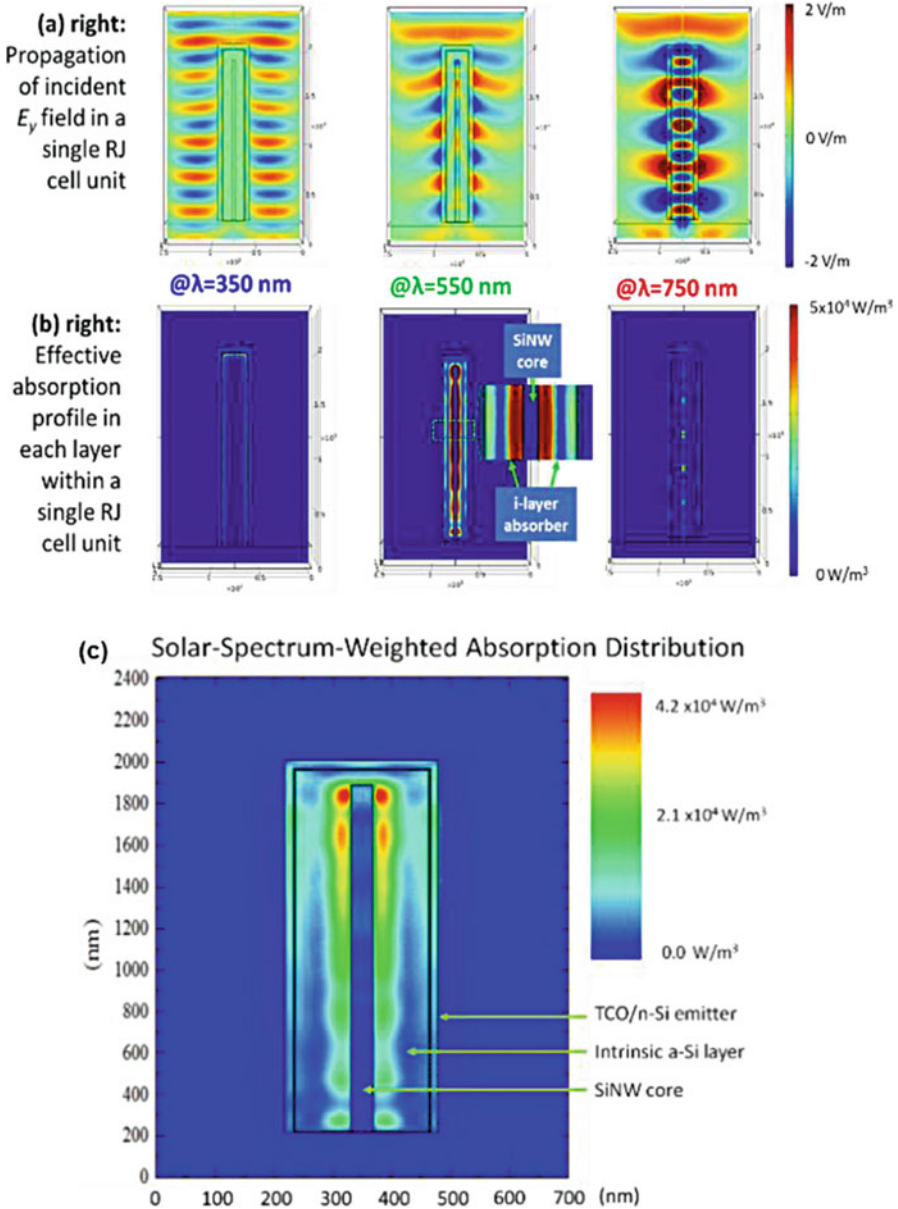 (a) right:
Propagation
of incident
Ey field in a
single RJ
cell unit
2 V/m
0 V/m
-2 V/m
@λ=350 nm
@λ=550 nm
@λ=750 nm
(b) right:
Effective
absorption
profile in
each layer
within a
single RJ
cell unit
SiNW
core
i-layer
absorber
5x10⁴ W/m³
0 W/m³
(c) Solar-Spectrum-Weighted Absorption Distribution
2400
2200
2000
1800
1600
1400
1200
1000
800
600
400
200
0
(nm)
0 100 200 300 400 500 600 700 (nm)
4.2 x10⁴ W/m³
2.1 x10⁴ W/m³
0.0 W/m³
TCO/n-Si emitter
Intrinsic a-Si layer
SiNW core